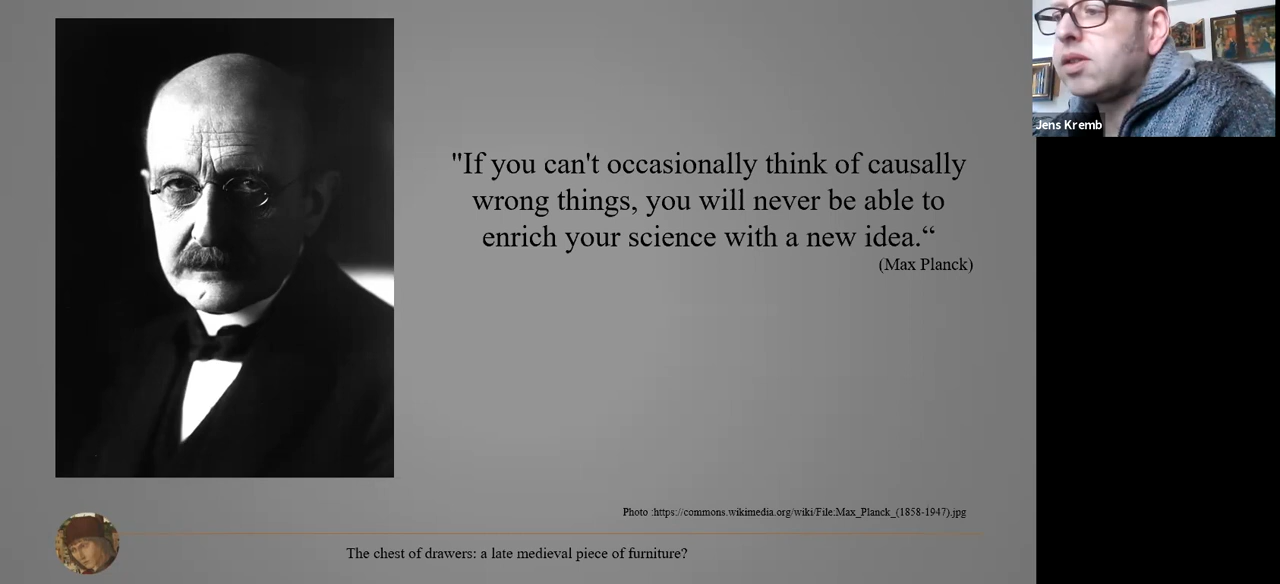 "If you can't occasionally think of causally
wrong things, you will never be able to
enrich your science with a new idea.“
(Max Planck)
Photo :https://commons.wikimedia.org/wiki/File:Max_Planck_(1858-1947).jpg
The chest of drawers: a late medieval piece of furniture?
Jens Kremb